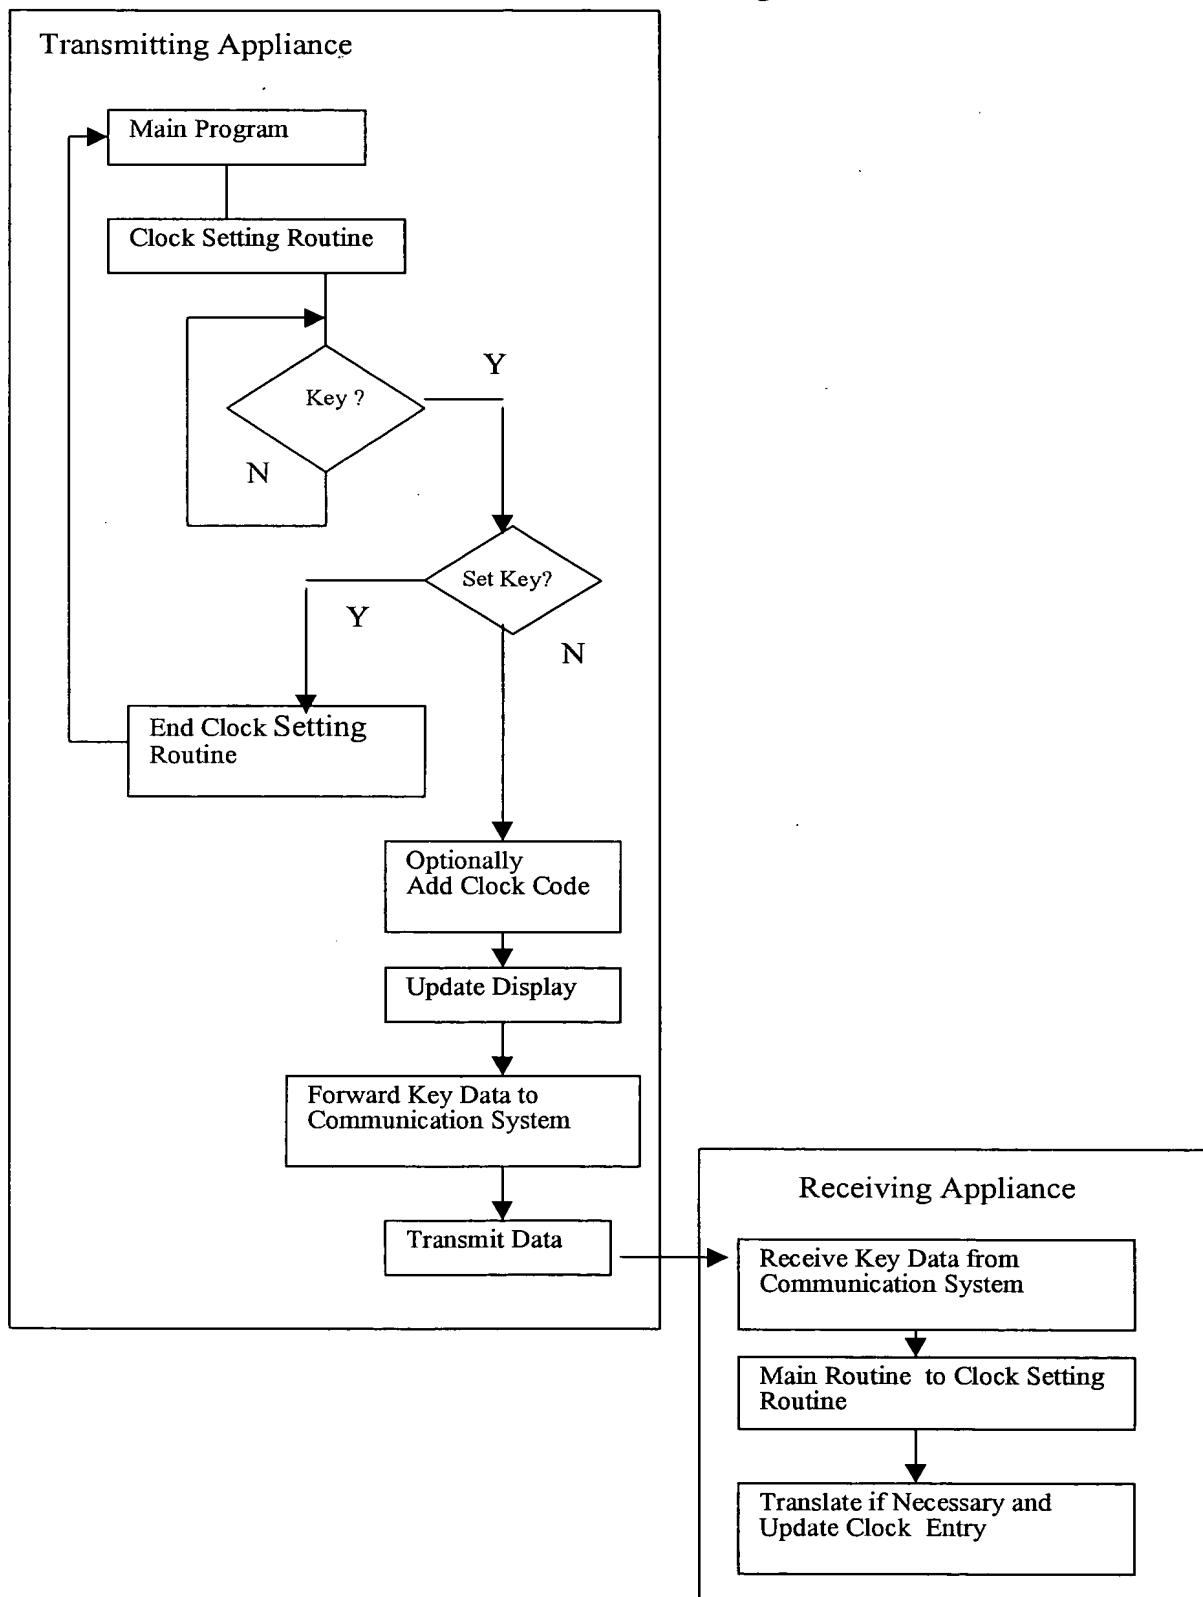 Transmitting Appliance
Main Program
Clock Setting Routine
Key ?
Y
N
Set Key?
Y
N
End Clock Setting
Routine
Optionally
Add Clock Code
Update Display
Forward Key Data to
Communication System
Transmit Data
Receiving Appliance
Receive Key Data from
Communication System
Main Routine to Clock Setting
Routine
Translate if Necessary and
Update Clock Entry